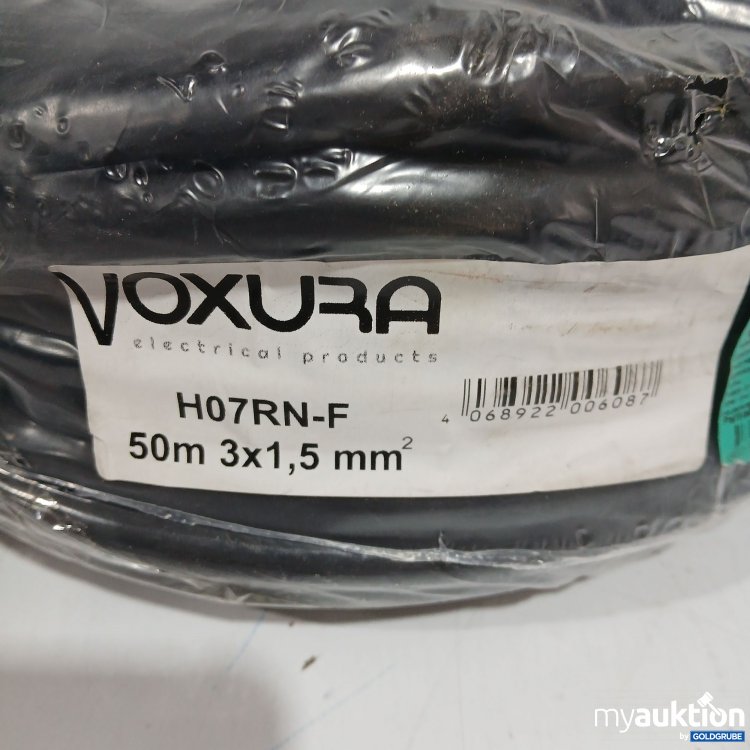 VOXURA
electrical products
H07RN-F
50m 3x1,5 mm²
4 068922 006087
myauktion
by GOLDGRUBE